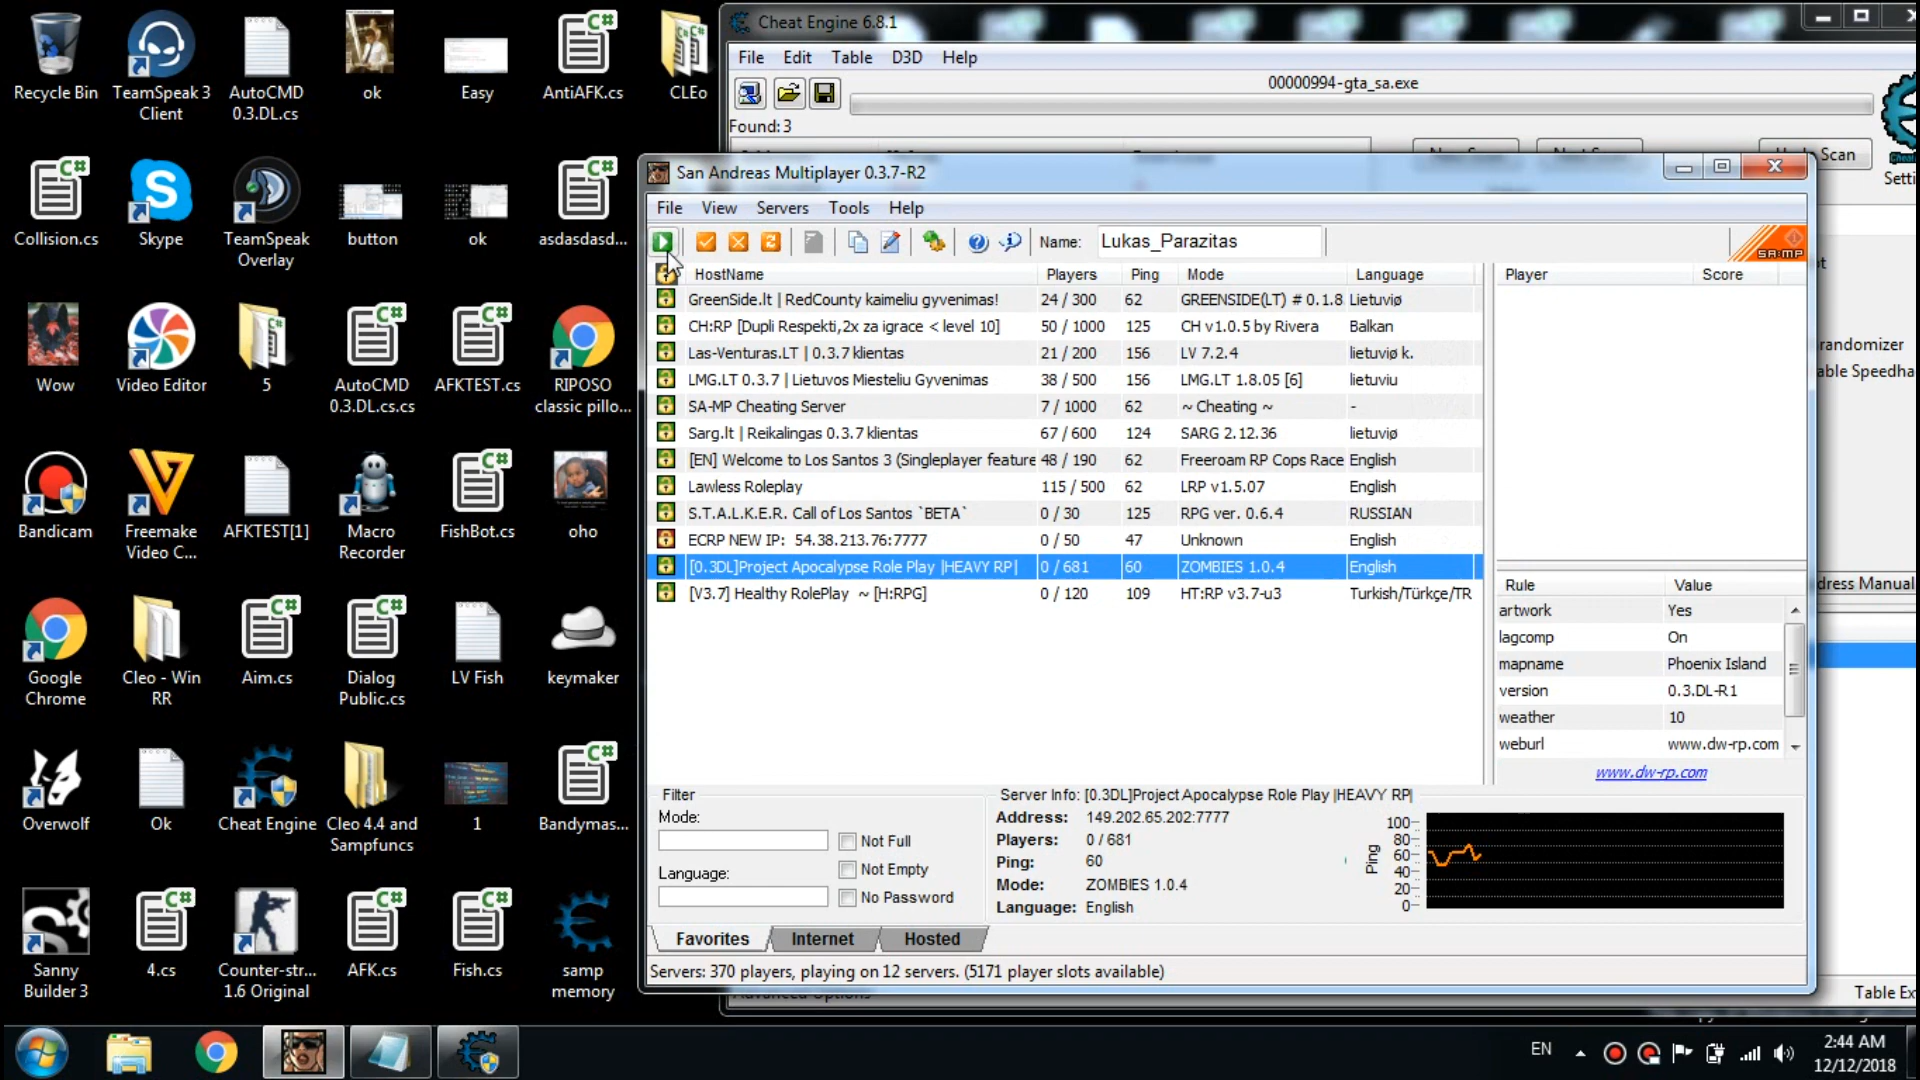 Recycle Bin
TeamSpeak 3 Client
AutoCMD 0.3.DL.cs
ok
Easy
AntiAFK.cs
CLEo
Collision.cs
Skype
TeamSpeak Overlay
button
ok
asdasdasd...
Wow
Video Editor
5
AutoCMD 0.3.DL.cs.cs
AFKTEST.cs
RIPOSO classic pillo...
Bandicam
Freemake Video C...
AFKTEST[1]
Macro Recorder
FishBot.cs
oho
Google Chrome
Cleo - Win RR
Aim.cs
Dialog Public.cs
LV Fish
keymaker
Overwolf
Ok
Cheat Engine
Cleo 4.4 and Sampfuncs
1
Bandymas...
Sanny Builder 3
4.cs
Counter-str... 1.6 Original
AFK.cs
Fish.cs
samp memory
Cheat Engine 6.8.1
File Edit Table D3D Help
00000994-gta_sa.exe
Found: 3
Scan
Setti
randomizer
able Speedha
dress Manual
Advanced Options
Table Ex
San Andreas Multiplayer 0.3.7-R2
File View Servers Tools Help
Name: Lukas_Parazitas
SA:MP
HostName Players Ping Mode Language
GreenSide.lt | RedCounty kaimeliu gyvenimas! 24 / 300 62 GREENSIDE(LT) # 0.1.8 Lietuviø
CH:RP [Dupli Respekti,2x za igrace < level 10] 50 / 1000 125 CH v1.0.5 by Rivera Balkan
Las-Venturas.LT | 0.3.7 klientas 21 / 200 156 LV 7.2.4 lietuviø k.
LMG.LT 0.3.7 | Lietuvos Miesteliu Gyvenimas 38 / 500 156 LMG.LT 1.8.05 [6] lietuviu
SA-MP Cheating Server 7 / 1000 62 ~ Cheating ~ -
Sarg.lt | Reikalingas 0.3.7 klientas 67 / 600 124 SARG 2.12.36 lietuviø
[EN] Welcome to Los Santos 3 (Singleplayer feature 48 / 190 62 Freeroam RP Cops Race English
Lawless Roleplay 115 / 500 62 LRP v1.5.07 English
S.T.A.L.K.E.R. Call of Los Santos `BETA` 0 / 30 125 RPG ver. 0.6.4 RUSSIAN
ECRP NEW IP: 54.38.213.76:7777 0 / 50 47 Unknown English
[0.3DL]Project Apocalypse Role Play |HEAVY RP| 0 / 681 60 ZOMBIES 1.0.4 English
[V3.7] Healthy RolePlay ~ [H:RPG] 0 / 120 109 HT:RP v3.7-u3 Turkish/Türkçe/TR
Player Score
Rule Value
artwork Yes
lagcomp On
mapname Phoenix Island
version 0.3.DL-R1
weather 10
weburl www.dw-rp.com
www.dw-rp.com
Filter
Mode:
Not Full
Not Empty
Language:
No Password
Server Info: [0.3DL]Project Apocalypse Role Play |HEAVY RP|
Address: 149.202.65.202:7777
Players: 0 / 681
Ping: 60
Mode: ZOMBIES 1.0.4
Language: English
Ping
100
80
60
40
20
0
Favorites Internet Hosted
Servers: 370 players, playing on 12 servers. (5171 player slots available)
EN
2:44 AM
12/12/2018